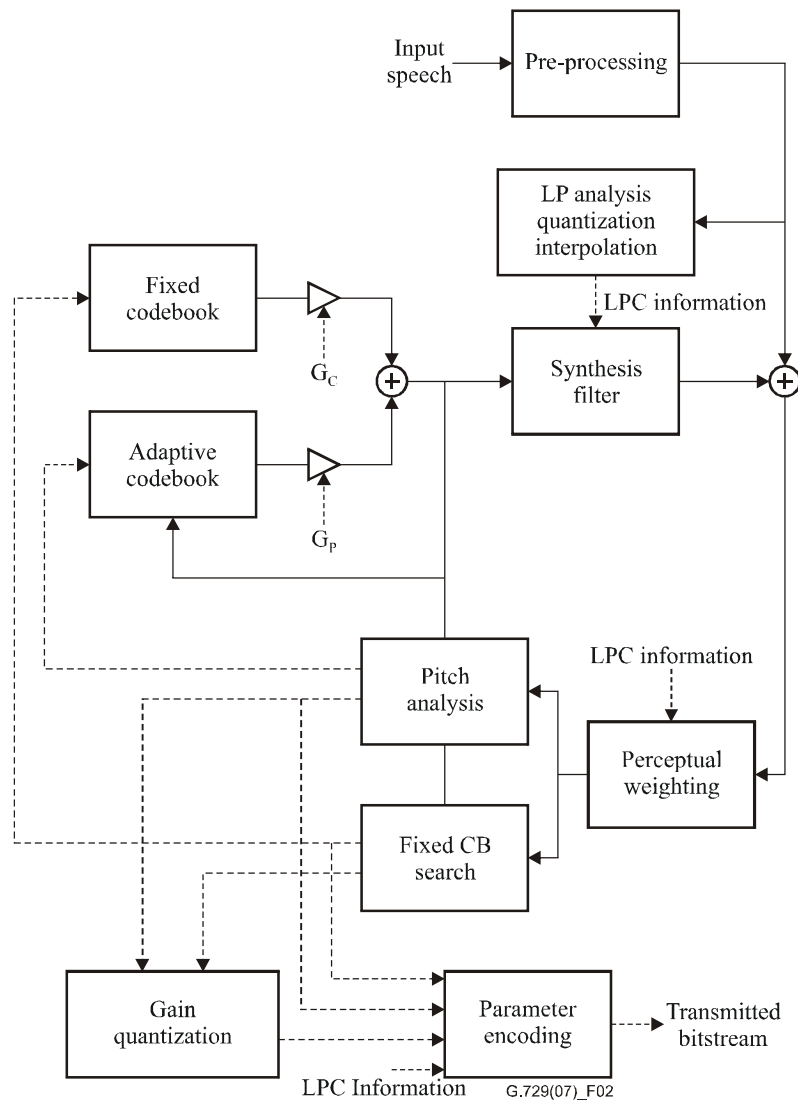 Input
speech
Pre-processing
LP analysis
quantization
interpolation
LPC information
Fixed
codebook
G_C
Synthesis
filter
Adaptive
codebook
G_P
LPC information
Pitch
analysis
Perceptual
weighting
Fixed CB
search
Gain
quantization
Parameter
encoding
Transmitted
bitstream
LPC Information
G.729(07)_F02